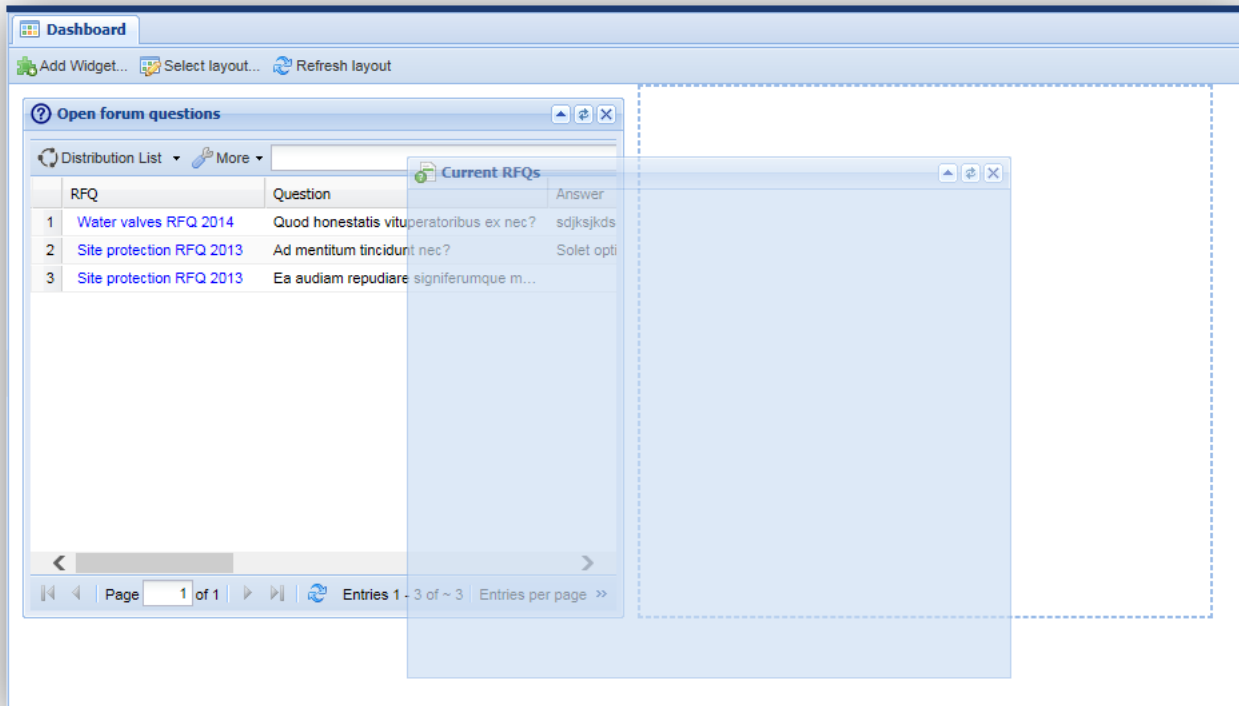 Dashboard
Add Widget... Select layout... Refresh layout
Open forum questions
Distribution List More
Current RFQs
RFQ Question Answer
1 Water valves RFQ 2014 Quod honestatis vituperatoribus ex nec? sdjksjkds
2 Site protection RFQ 2013 Ad mentitum tincidunt nec? Solet opti
3 Site protection RFQ 2013 Ea audiam repudiare signiferumque m...
Page 1 of 1 Entries 1 - 3 of ~ 3 Entries per page »